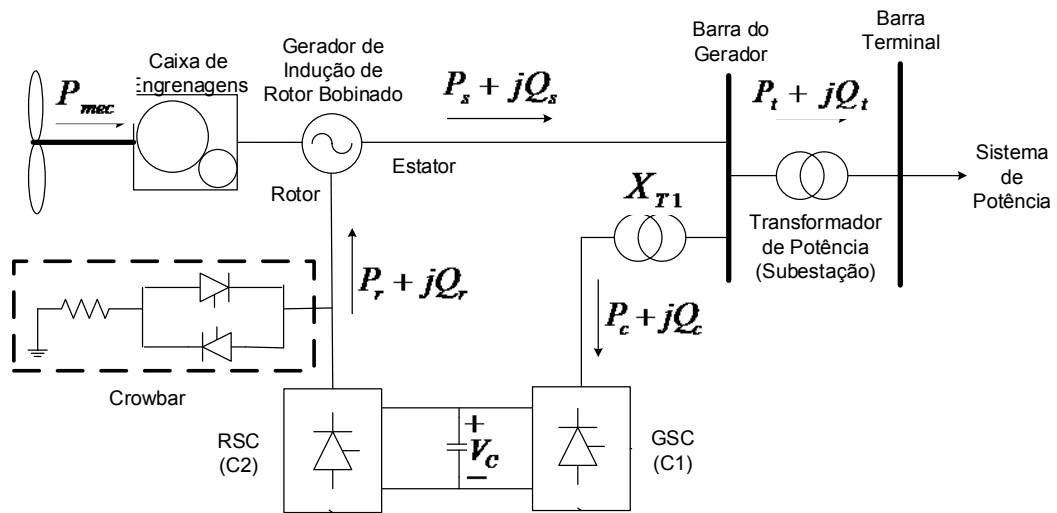 Caixa de
Engrenagens
Gerador de
Indução de
Rotor Bobinado
Barra do
Gerador
Barra
Terminal
P_mec
P_s + jQ_s
P_t + jQ_t
Estator
Rotor
X_T1
Sistema
de
Potência
Transformador
de Potência
(Subestação)
P_r + jQ_r
P_c + jQ_c
Crowbar
RSC
(C2)
+
V_C
−
GSC
(C1)